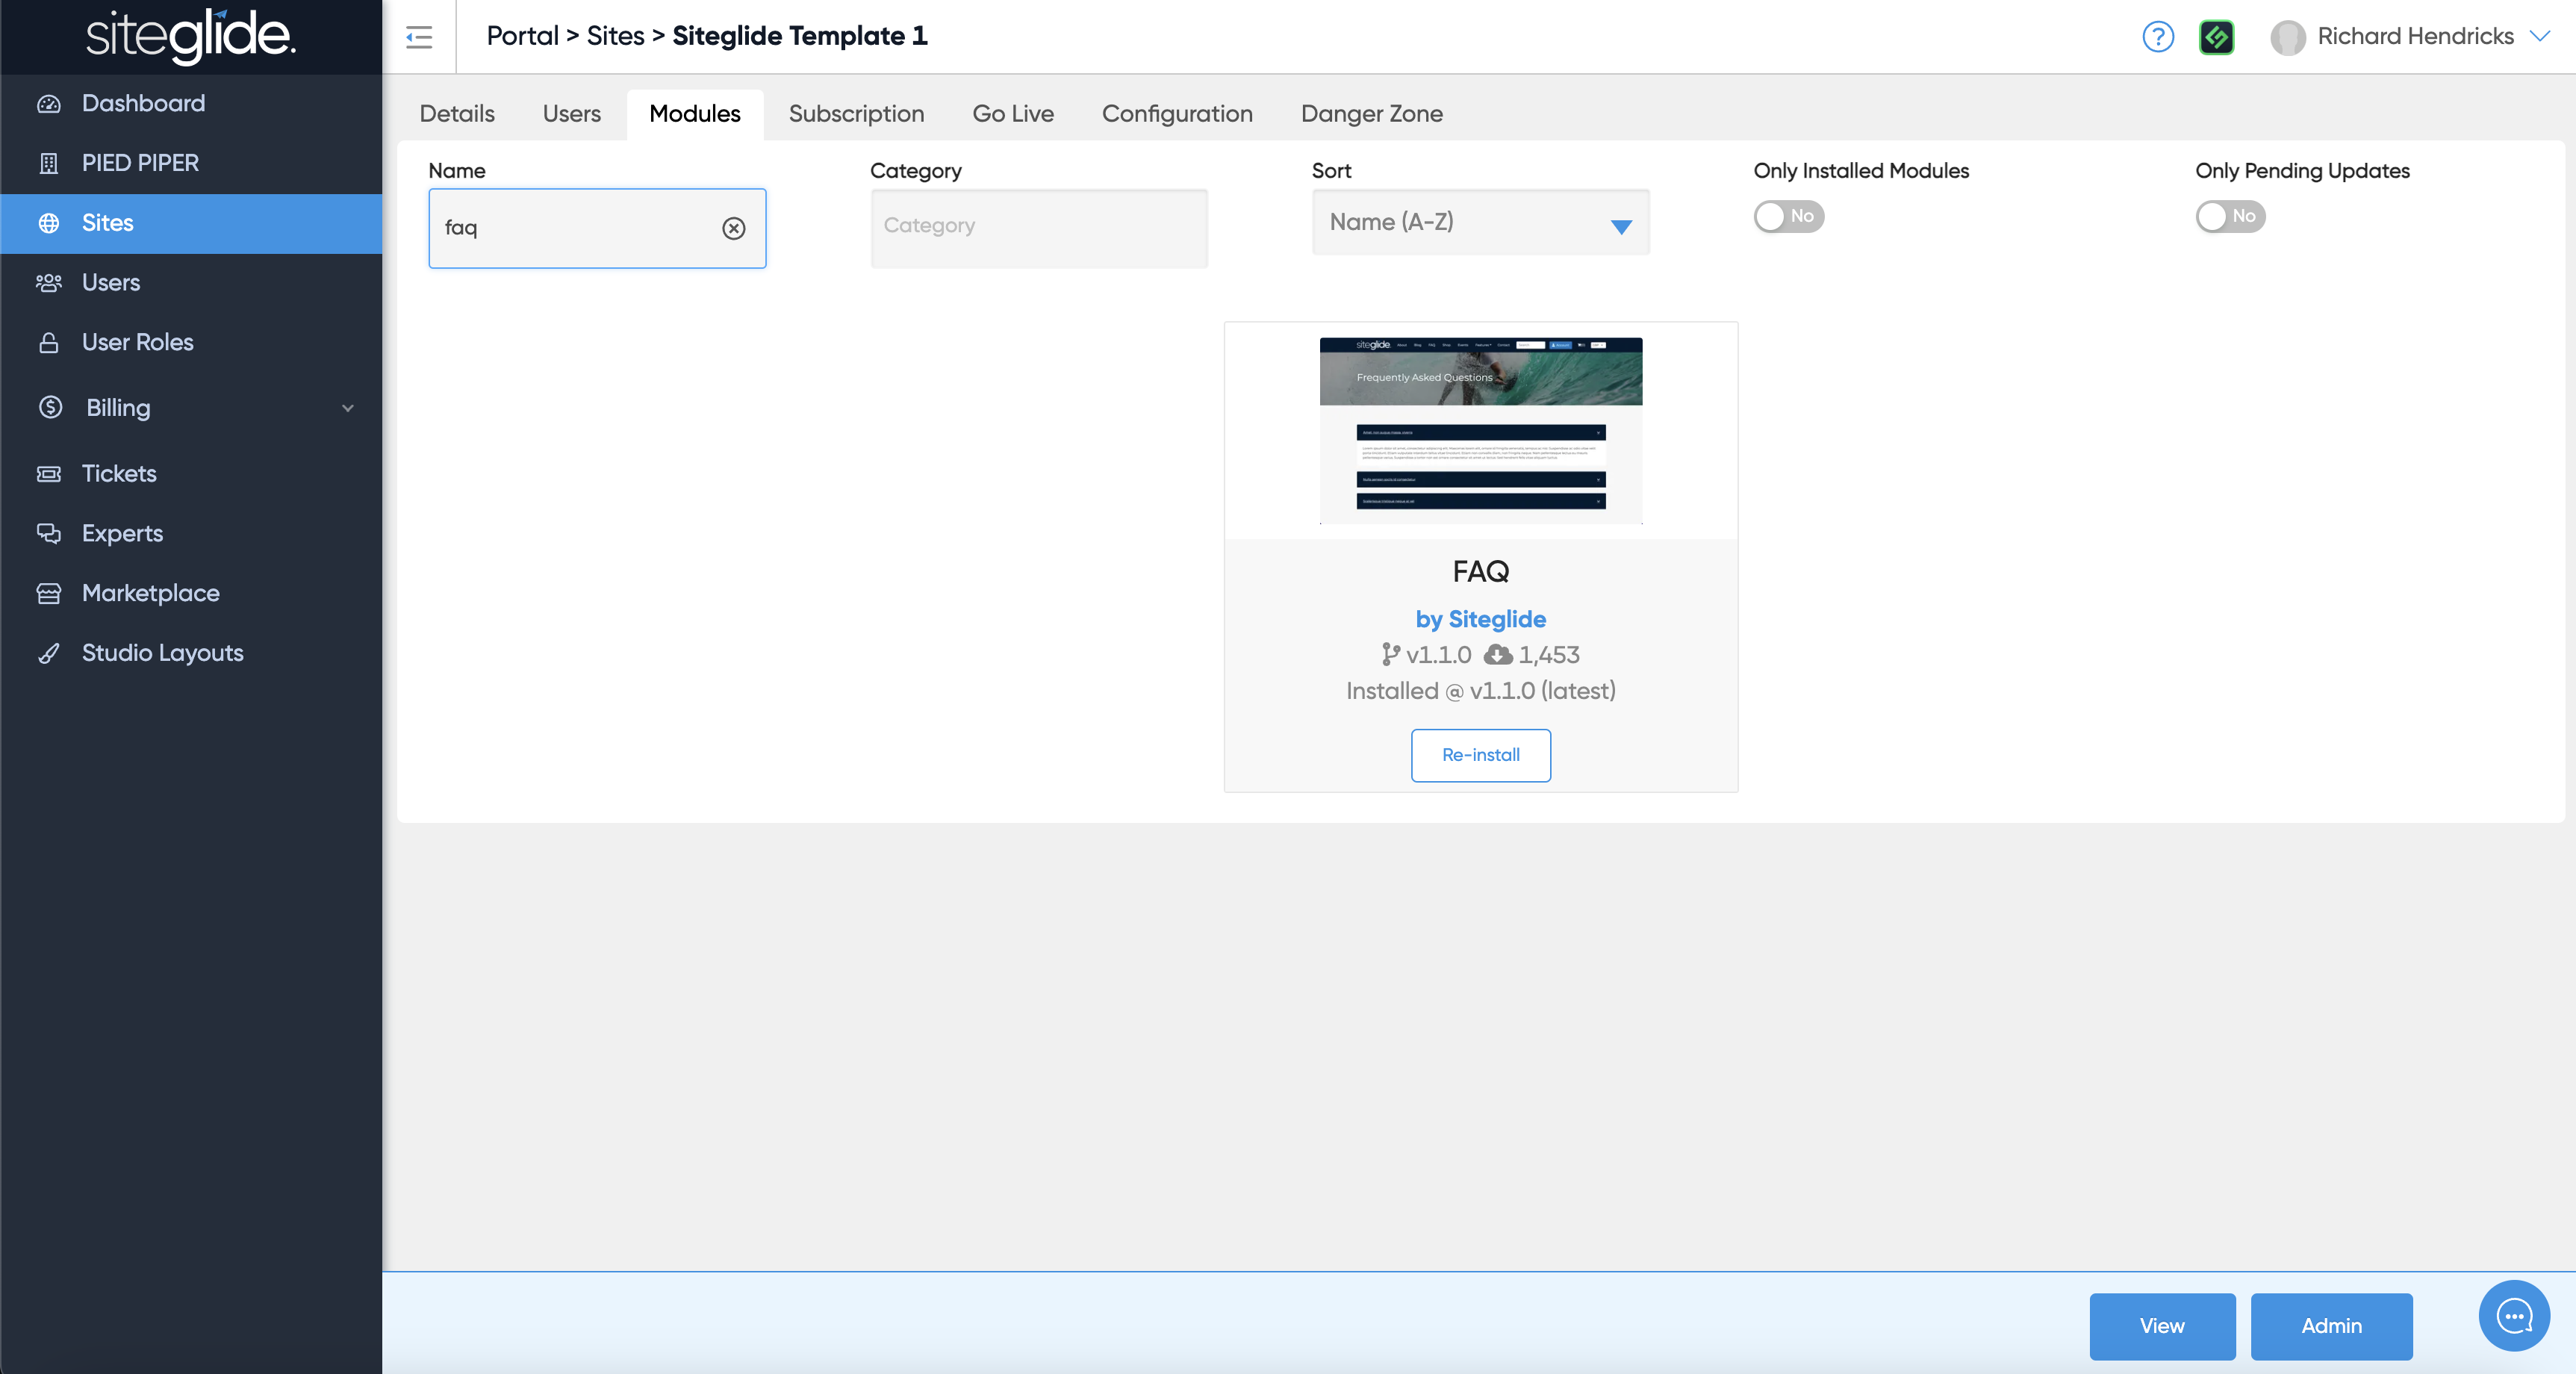 siteglide.
Portal > Sites > Siteglide Template 1
Richard Hendricks
Dashboard
PIED PIPER
Sites
Users
User Roles
Billing
Tickets
Experts
Marketplace
Studio Layouts
Details
Users
Modules
Subscription
Go Live
Configuration
Danger Zone
Name
Category
Sort
Only Installed Modules
Only Pending Updates
faq
Category
Name (A-Z)
No
No
siteglide.
Frequently Asked Questions
FAQ
by Siteglide
v1.1.0 1,453
Installed @ v1.1.0 (latest)
Re-install
View
Admin